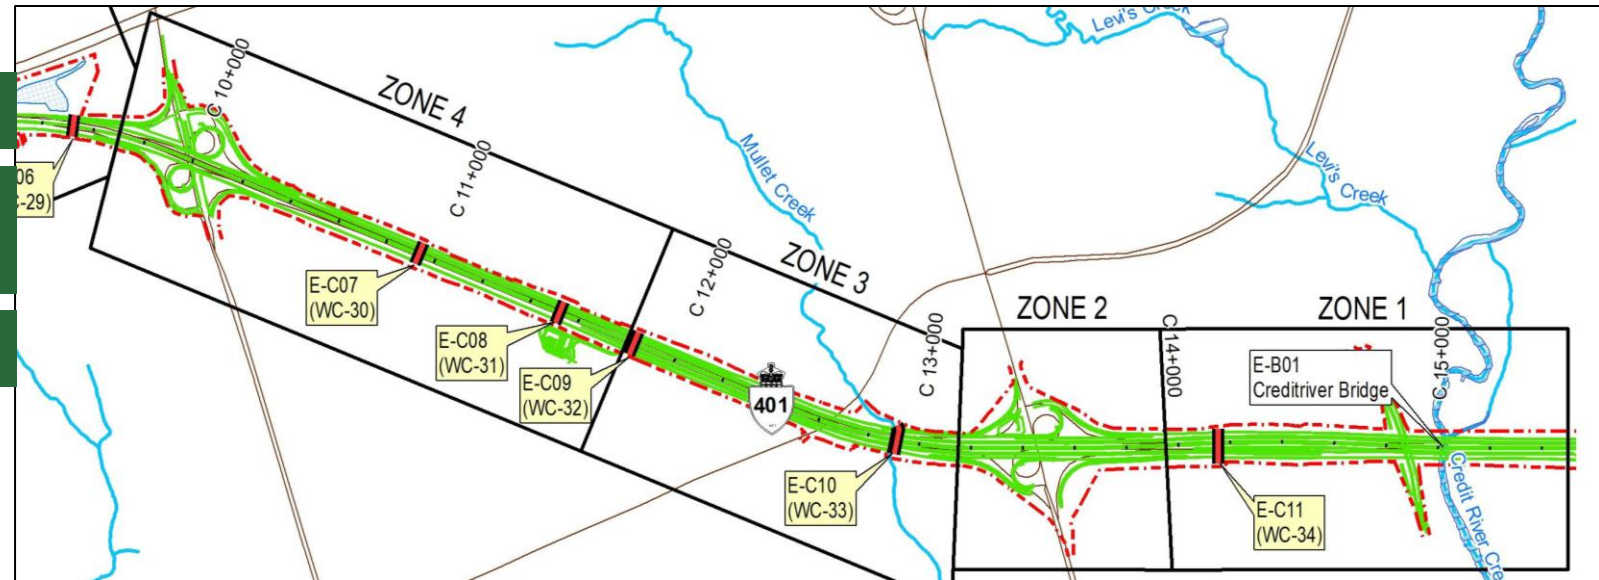 Levi's Creek
C 10+000
ZONE 4
C 11+000
Mullet Creek
Levi's Creek
06
-29)
E-C07
(WC-30)
C 12+000
ZONE 3
ZONE 2
ZONE 1
E-C08
(WC-31)
C 13+000
C 14+000
C 15+000
E-B01
Creditriver Bridge
E-C09
(WC-32)
401
E-C10
(WC-33)
E-C11
(WC-34)
Credit River Cre